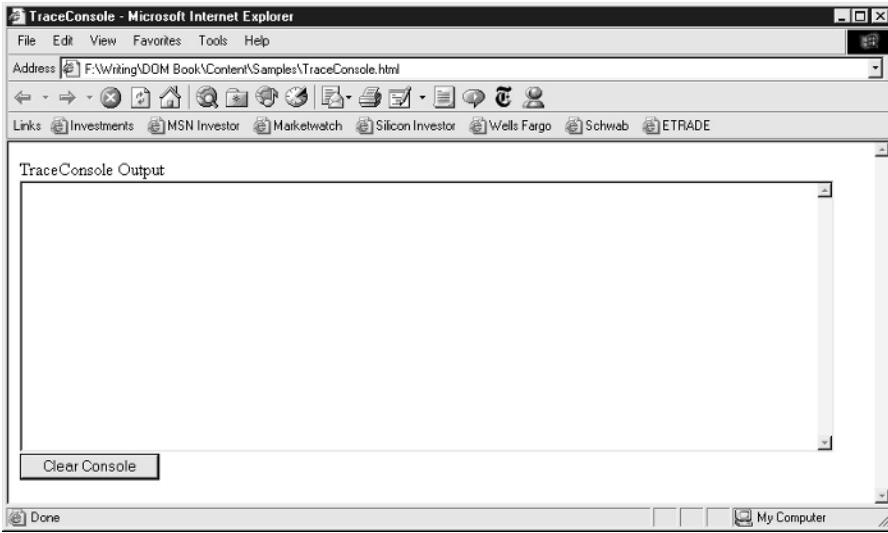 TraceConsole - Microsoft Internet Explorer
File Edit View Favorites Tools Help
Address F:\Writing\DOM Book\Content\Samples\TraceConsole.html
Links Investments MSN Investor Marketwatch Silicon Investor Wells Fargo Schwab ETRADE
TraceConsole Output
Clear Console
Done My Computer